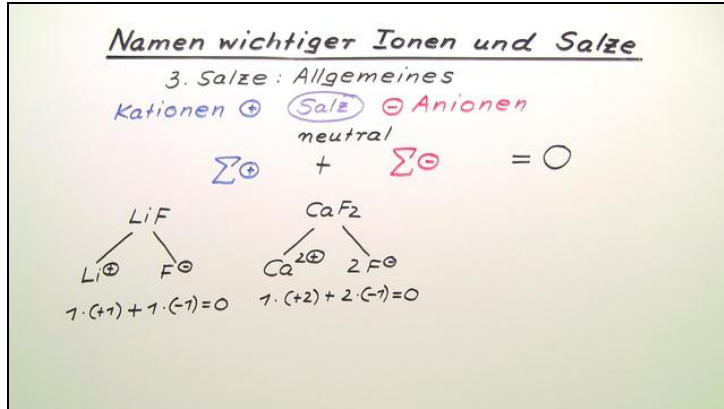 Namen wichtiger Ionen und Salze
3. Salze: Allgemeines
Kationen ⊕ Salz ⊖ Anionen
neutral
Σ⊕ + Σ⊖ = 0
LiF CaF₂
Li⊕ F⊖ Ca²⊕ 2F⊖
1·(+1) + 1·(-1) = 0 1·(+2) + 2·(-1) = 0